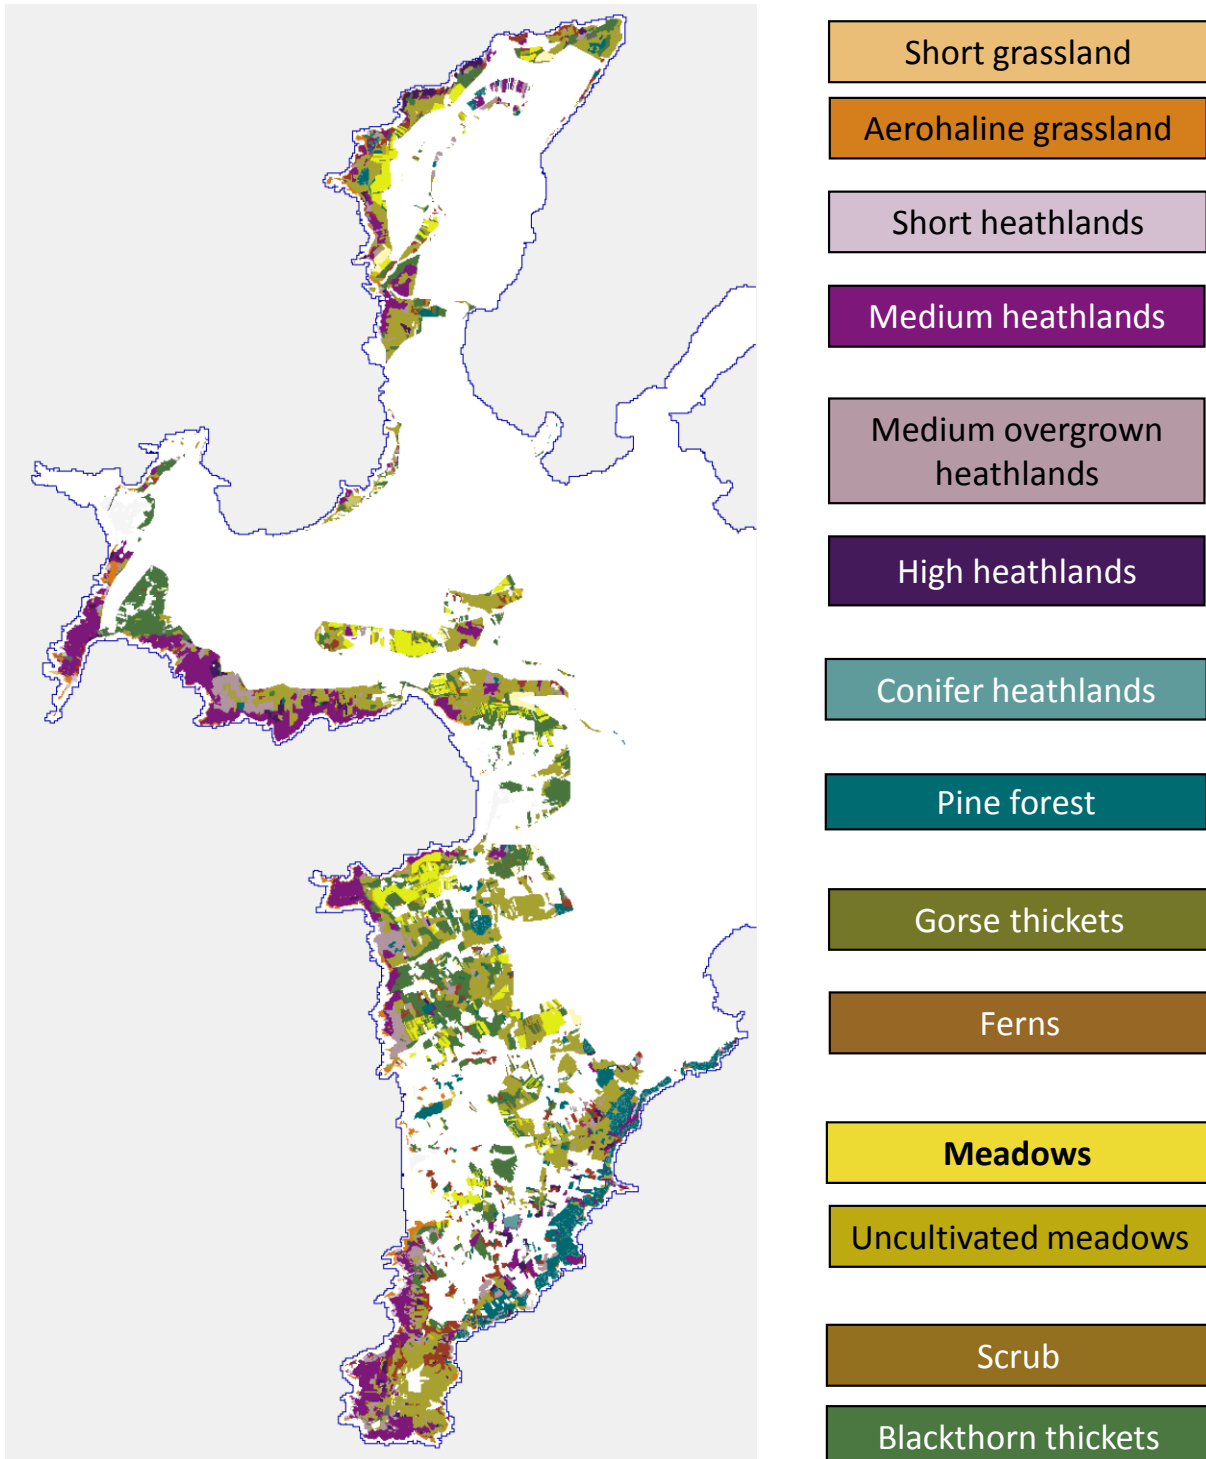 Short grassland
Aerohaline grassland
Short heathlands
Medium heathlands
Medium overgrown
heathlands
High heathlands
Conifer heathlands
Pine forest
Gorse thickets
Ferns
Meadows
Uncultivated meadows
Scrub
Blackthorn thickets